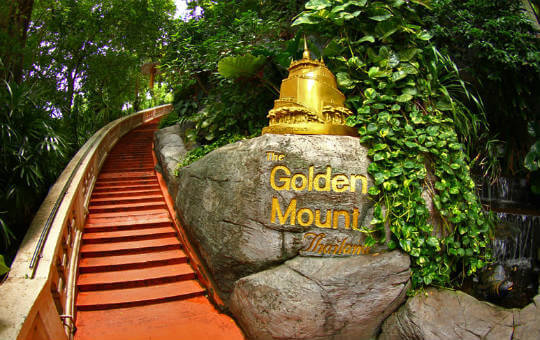 The
Golden
Mount
Thailand